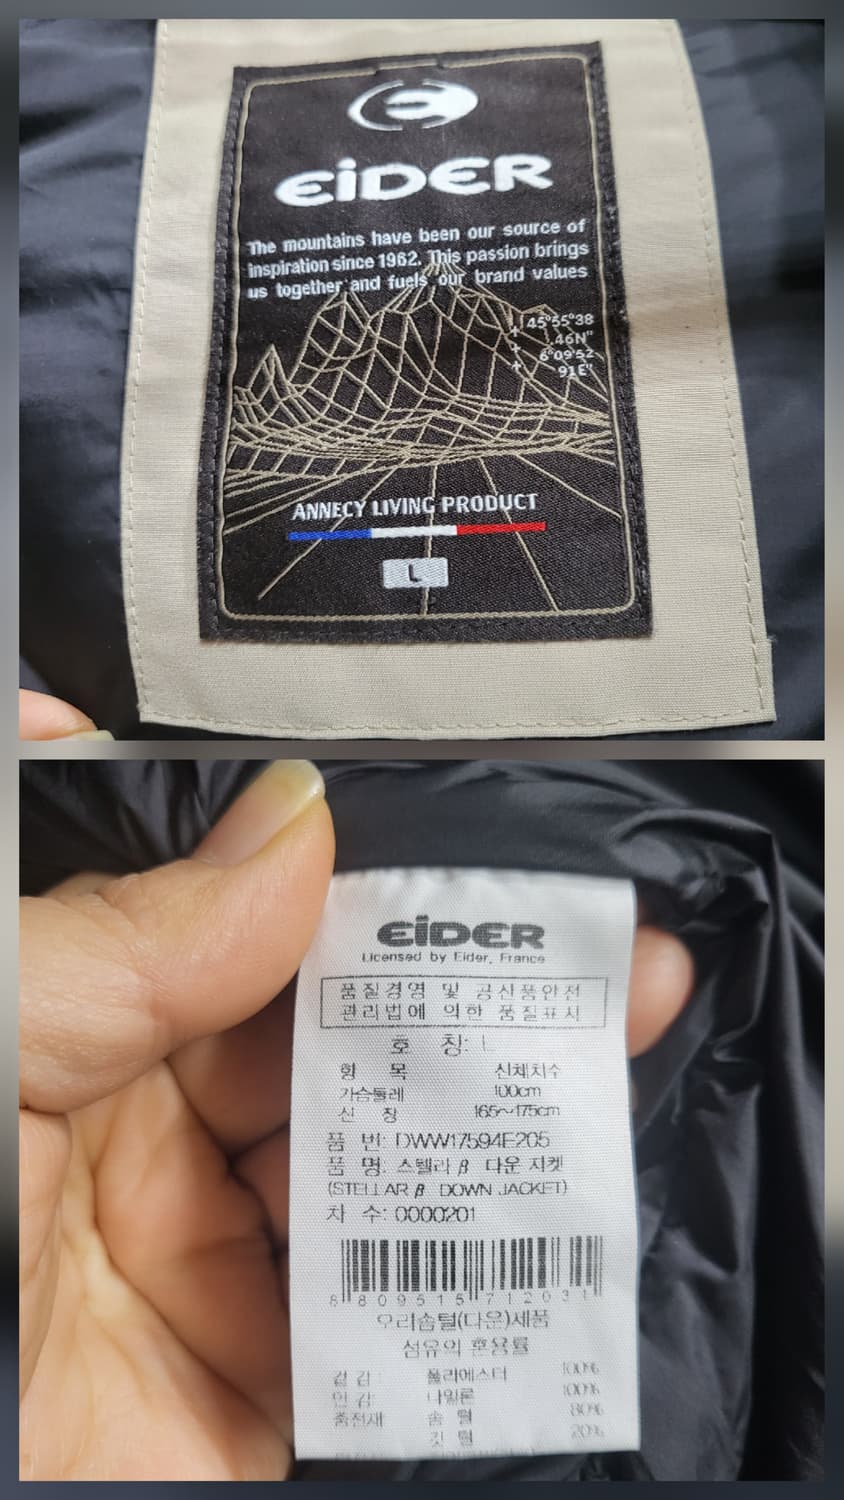 EiDER
The mountains have been our source of
inspiration since 1962. This passion brings
us together and fuels our brand values
45°55°38
.46N"
6°09'52
91E'
ANNECY LIVING PRODUCT
L
EiDER
Licensed by Eider, France
품질경영 및 공산품안전
관리법에 의한 품질표시
호 칭: L
항 목 신체치수
가슴둘레 100cm
신 장 165~175cm
품 번: DWW17594E205
품 명: 스텔라 β 다운 지켓
(STELLAR β DOWN JACKET)
차 수: 0000201
8 809515 712031
오리솜털(다운)제품
섬유의 혼용률
겉감: 폴리에스터 100%
안감: 나일론 100%
충전재 솜 털 80%
깃 털 20%